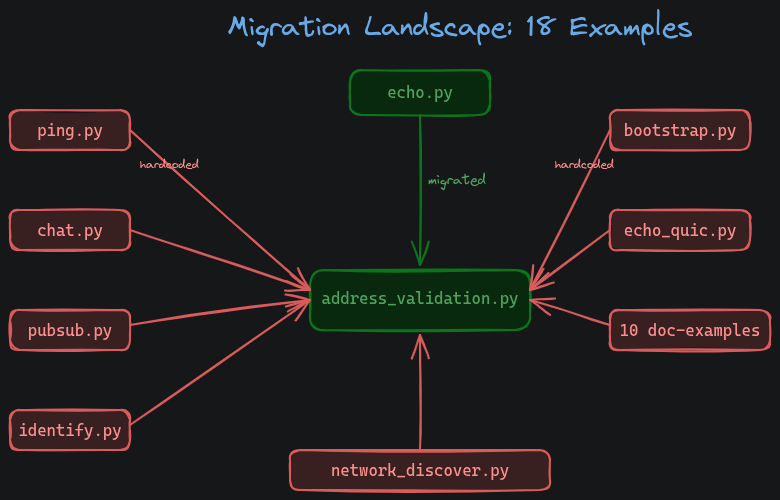 Migration Landscape: 18 Examples
echo.py
ping.py
bootstrap.py
hardcoded
hardcoded
migrated
chat.py
echo_quic.py
address_validation.py
pubsub.py
10 doc-examples
identify.py
network_discover.py